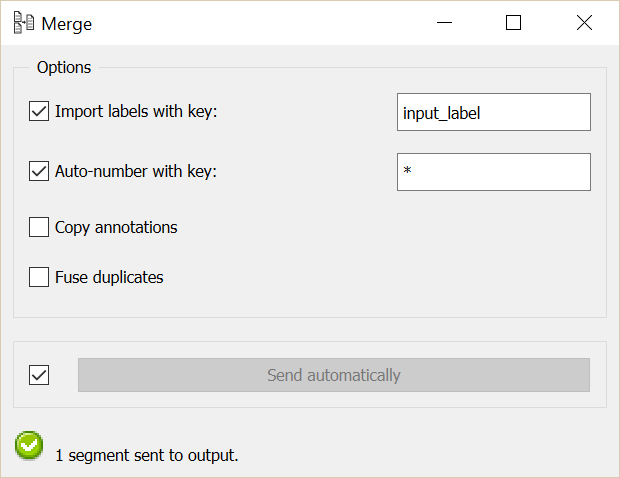 Merge
Options
Import labels with key:
input_label
Auto-number with key:
*
Copy annotations
Fuse duplicates
Send automatically
1 segment sent to output.